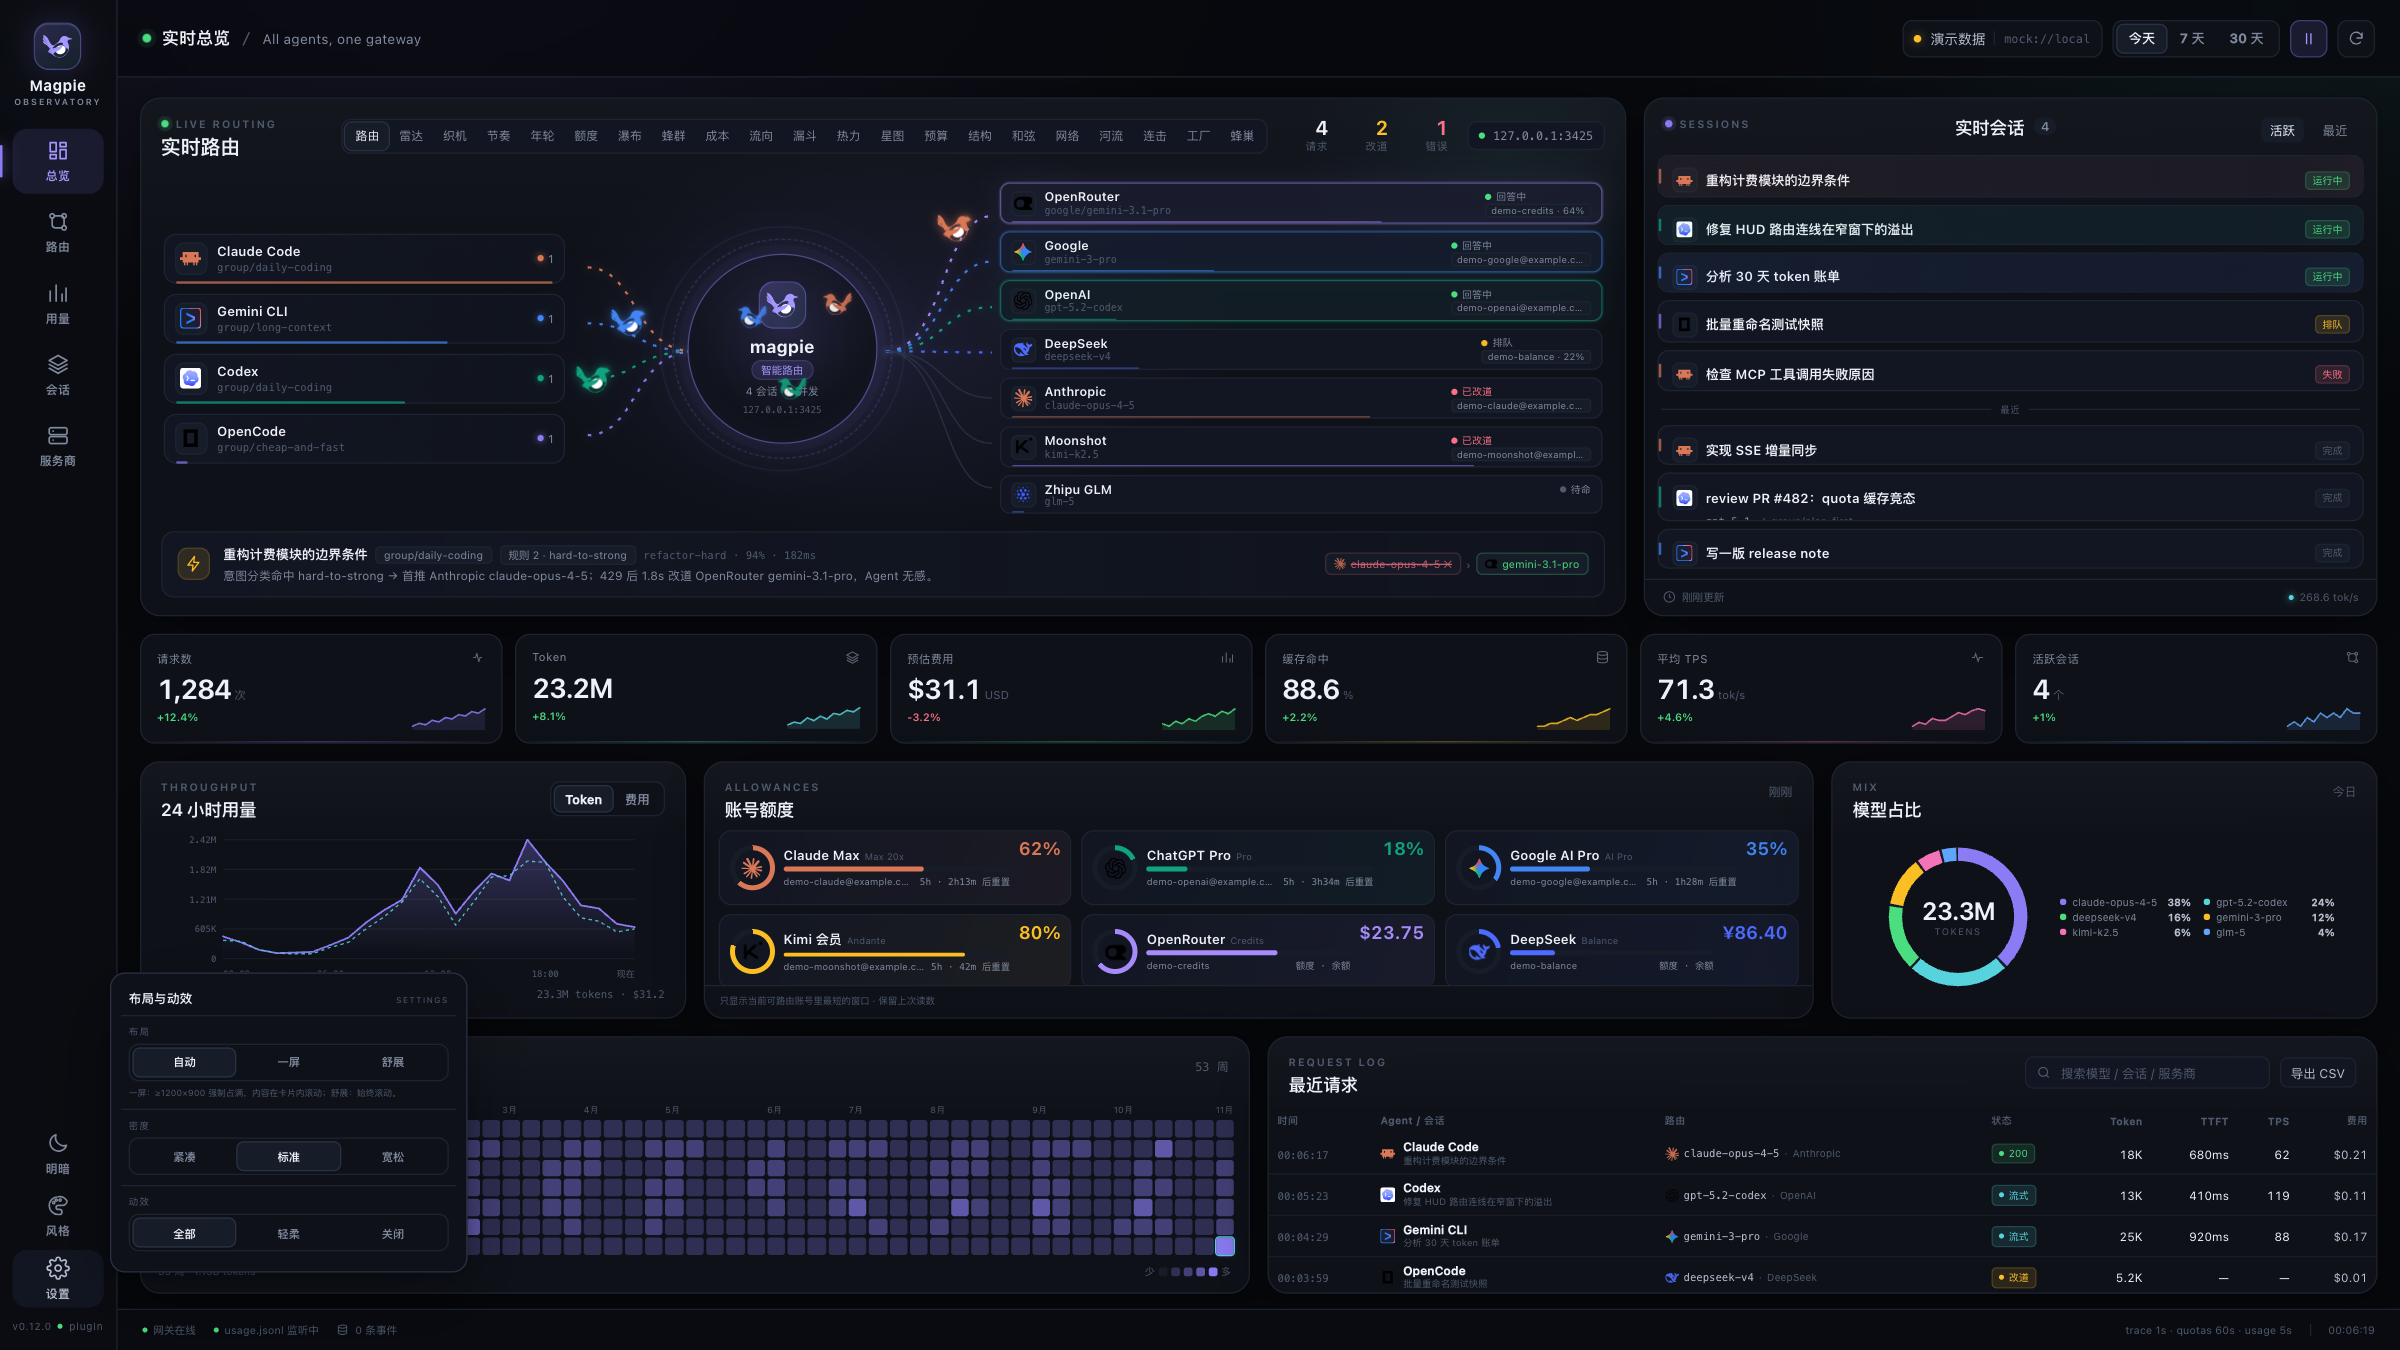 Magpie
OBSERVATORY
总览
路由
用量
会话
服务商
明暗
风格
设置
v0.12.0 plugin
实时总览 / All agents, one gateway
演示数据 mock://local
今天 7 天 30 天
LIVE ROUTING
实时路由
路由 雷达 织机 节奏 年轮 额度 瀑布 蜂群 成本 流向 漏斗 热力 星图 预算 结构 和弦 网络 河流 连击 工厂 蜂巢
4 请求
2 改道
1 错误
127.0.0.1:3425
Claude Code 1
group/daily-coding
Gemini CLI 1
group/long-context
Codex 1
group/daily-coding
OpenCode 1
group/cheap-and-fast
magpie
智能路由
4 会话
127.0.0.1:3425
OpenRouter 回答中
google/gemini-3.1-pro demo-credits · 64%
Google 回答中
gemini-3-pro demo-google@example.c...
OpenAI 回答中
gpt-5.2-codex demo-openai@example.c...
DeepSeek 排队
deepseek-v4 demo-balance · 22%
Anthropic 已改道
claude-opus-4-5 demo-claude@example.c...
Moonshot 已改道
kimi-k2.5 demo-moonshot@exampl...
Zhipu GLM 待命
glm-5
重构计费模块的边界条件 group/daily-coding 规则 2 · hard-to-strong refactor-hard · 94% · 182ms
意图分类命中 hard-to-strong → 首推 Anthropic claude-opus-4-5；429 后 1.8s 改道 OpenRouter gemini-3.1-pro，Agent 无感。
claude-opus-4-5 ✕ › gemini-3.1-pro
SESSIONS
实时会话 4
活跃 最近
重构计费模块的边界条件 运行中
修复 HUD 路由连线在窄窗下的溢出 运行中
分析 30 天 token 账单 运行中
批量重命名测试快照 排队
检查 MCP 工具调用失败原因 失败
最近
实现 SSE 增量同步 完成
review PR #482：quota 缓存竞态 完成
写一版 release note 完成
刚刚更新 268.6 tok/s
请求数
1,284 次
+12.4%
Token
23.2M
+8.1%
预估费用
$31.1 USD
-3.2%
缓存命中
88.6 %
+2.2%
平均 TPS
71.3 tok/s
+4.6%
活跃会话
4 个
+1%
THROUGHPUT
24 小时用量
Token 费用
2.42M
1.82M
1.21M
605K
0
18:00 现在
23.3M tokens · $31.2
ALLOWANCES
账号额度
刚刚
Claude Max Max 20x 62%
demo-claude@example.c... 5h · 2h13m 后重置
ChatGPT Pro Pro 18%
demo-openai@example.c... 5h · 3h34m 后重置
Google AI Pro AI Pro 35%
demo-google@example.c... 5h · 1h28m 后重置
Kimi 会员 Andante 80%
demo-moonshot@example.c... 5h · 42m 后重置
OpenRouter Credits $23.75
demo-credits 额度 · 余额
DeepSeek Balance ¥86.40
demo-balance 额度 · 余额
只显示当前可路由账号里最短的窗口 · 保留上次读数
MIX
模型占比
今日
23.3M
TOKENS
claude-opus-4-5 38% gpt-5.2-codex 24%
deepseek-v4 16% gemini-3-pro 12%
kimi-k2.5 6% glm-5 4%
布局与动效 SETTINGS
布局
自动 一屏 舒展
一屏：≥1200×900 强制占满，内容在卡片内滚动；舒展：始终滚动。
密度
紧凑 标准 宽松
动效
全部 轻柔 关闭
53 周
3月 4月 5月 6月 7月 8月 9月 10月 11月
少 多
REQUEST LOG
最近请求
搜索模型 / 会话 / 服务商
导出 CSV
时间 Agent / 会话 路由 状态 Token TTFT TPS 费用
00:06:17 Claude Code claude-opus-4-5 · Anthropic 200 18K 680ms 62 $0.21
重构计费模块的边界条件
00:05:23 Codex gpt-5.2-codex · OpenAI 流式 13K 410ms 119 $0.11
修复 HUD 路由连线在窄窗下的溢出
00:04:29 Gemini CLI gemini-3-pro · Google 流式 25K 920ms 88 $0.17
分析 30 天 token 账单
00:03:59 OpenCode deepseek-v4 · DeepSeek 改道 5.2K — — $0.01
批量重命名测试快照
网关在线 usage.jsonl 监听中 0 条事件
trace 1s · quotas 60s · usage 5s 00:06:19